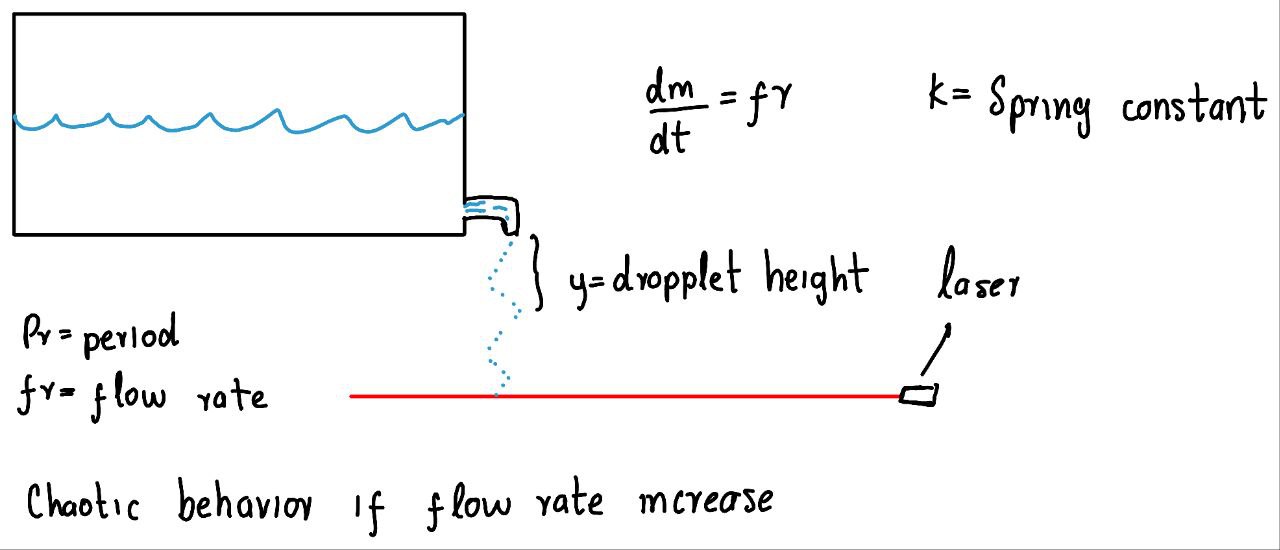 dm/dt = fr
k= Spring constant
y= dropplet height
laser
Pr= period
fr= flow rate
Chaotic behavior if flow rate increase